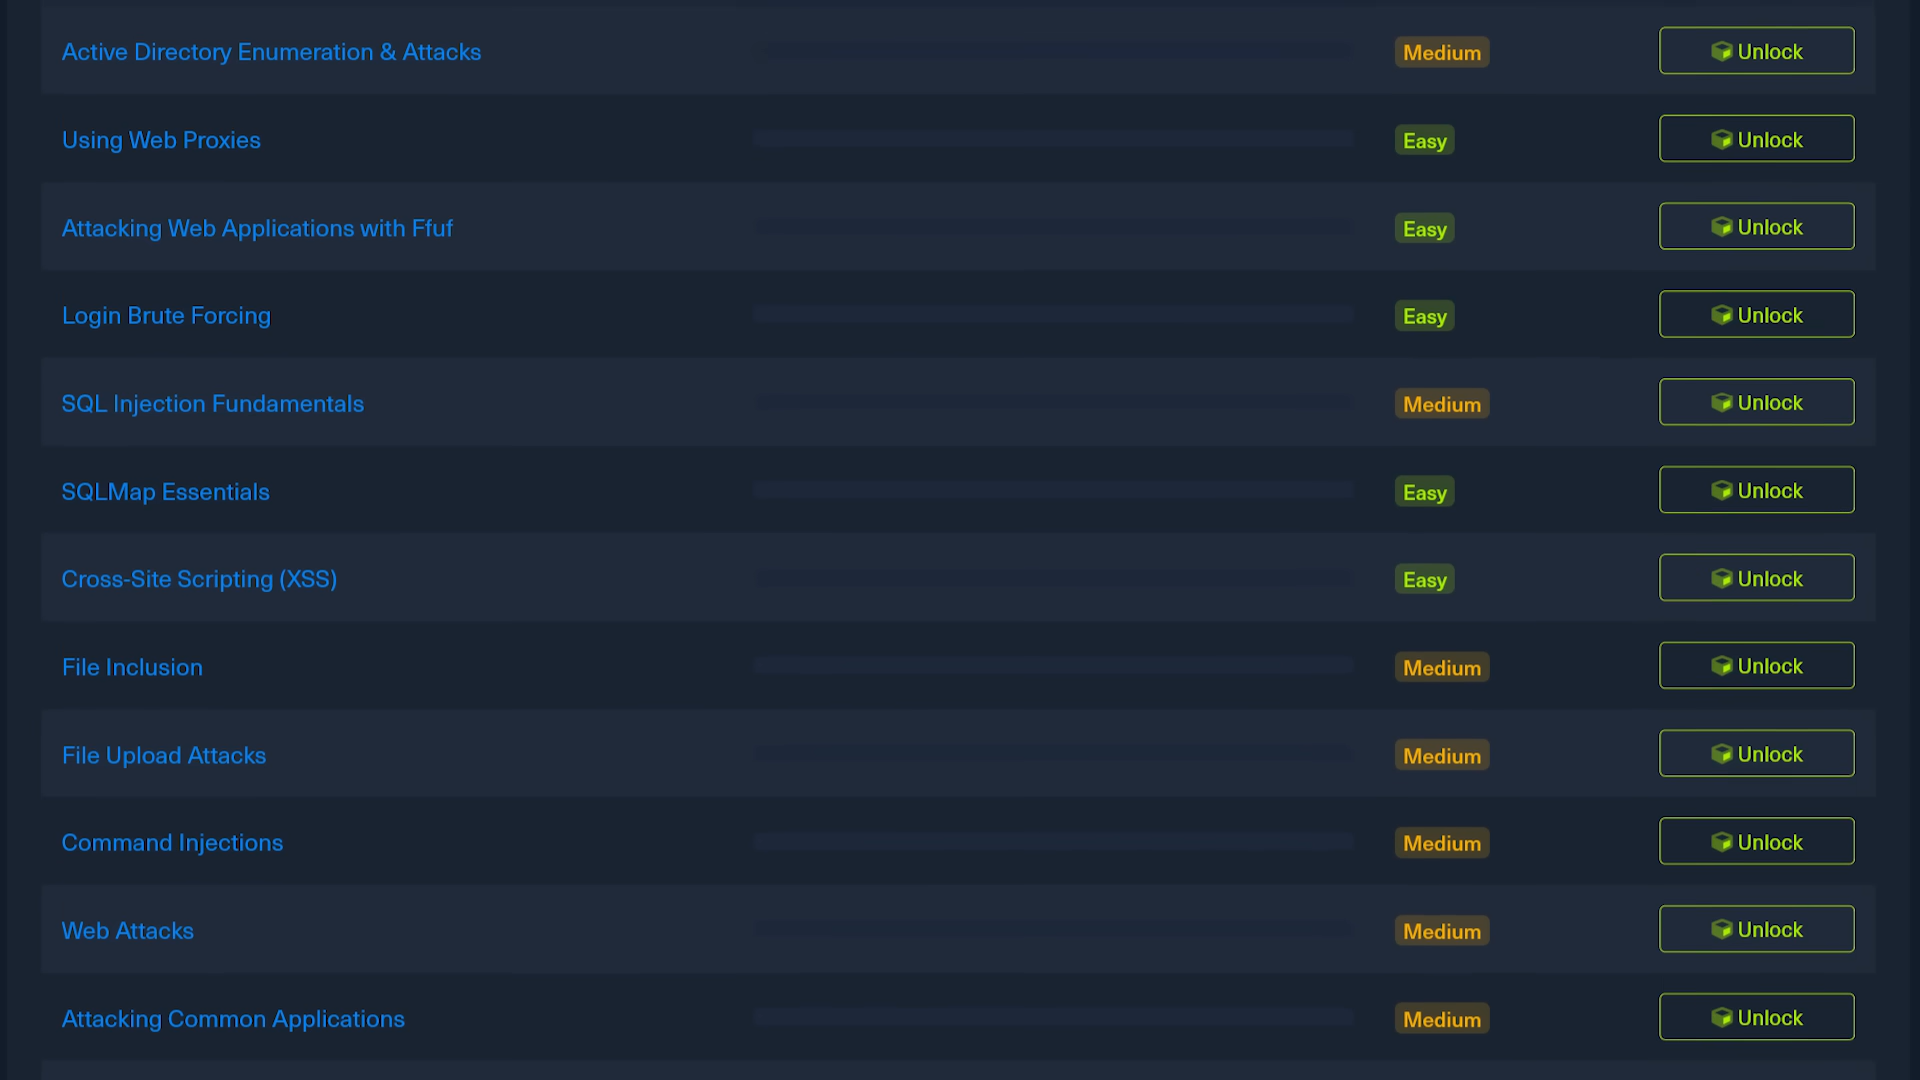 Active Directory Enumeration & Attacks Medium Unlock
Using Web Proxies Easy Unlock
Attacking Web Applications with Ffuf Easy Unlock
Login Brute Forcing Easy Unlock
SQL Injection Fundamentals Medium Unlock
SQLMap Essentials Easy Unlock
Cross-Site Scripting (XSS) Easy Unlock
File Inclusion Medium Unlock
File Upload Attacks Medium Unlock
Command Injections Medium Unlock
Web Attacks Medium Unlock
Attacking Common Applications Medium Unlock